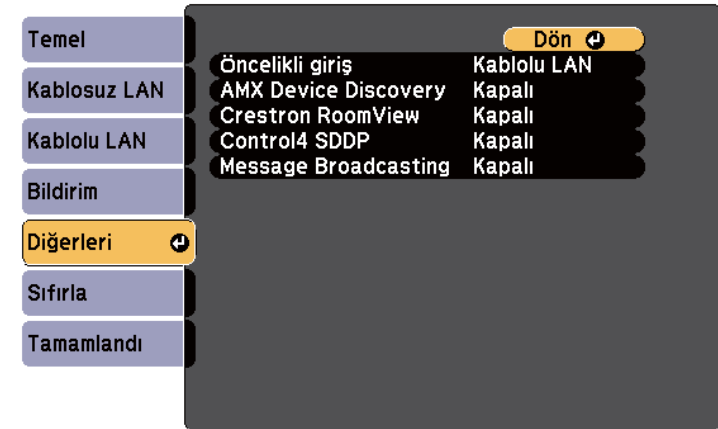 Temel
Kablosuz LAN
Kablolu LAN
Bildirim
Diğerleri
Sıfırla
Tamamlandı
Dön
Öncelikli giriş Kablolu LAN
AMX Device Discovery Kapalı
Crestron RoomView Kapalı
Control4 SDDP Kapalı
Message Broadcasting Kapalı